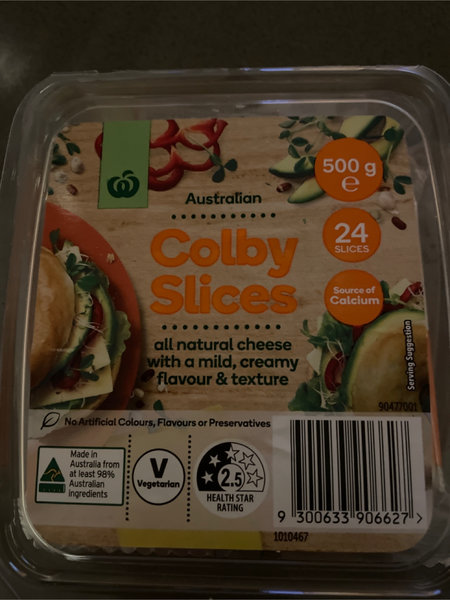 500 g
e
Australian
24
SLICES
Colby
Slices
Source of
Calcium
all natural cheese
with a mild, creamy
flavour & texture
Serving Suggestion
90477001
No Artificial Colours, Flavours or Preservatives
Made in
Australia from
at least 98%
Australian
ingredients
V
Vegetarian
2.5
HEALTH STAR
RATING
9 300633 906627 >
1010467